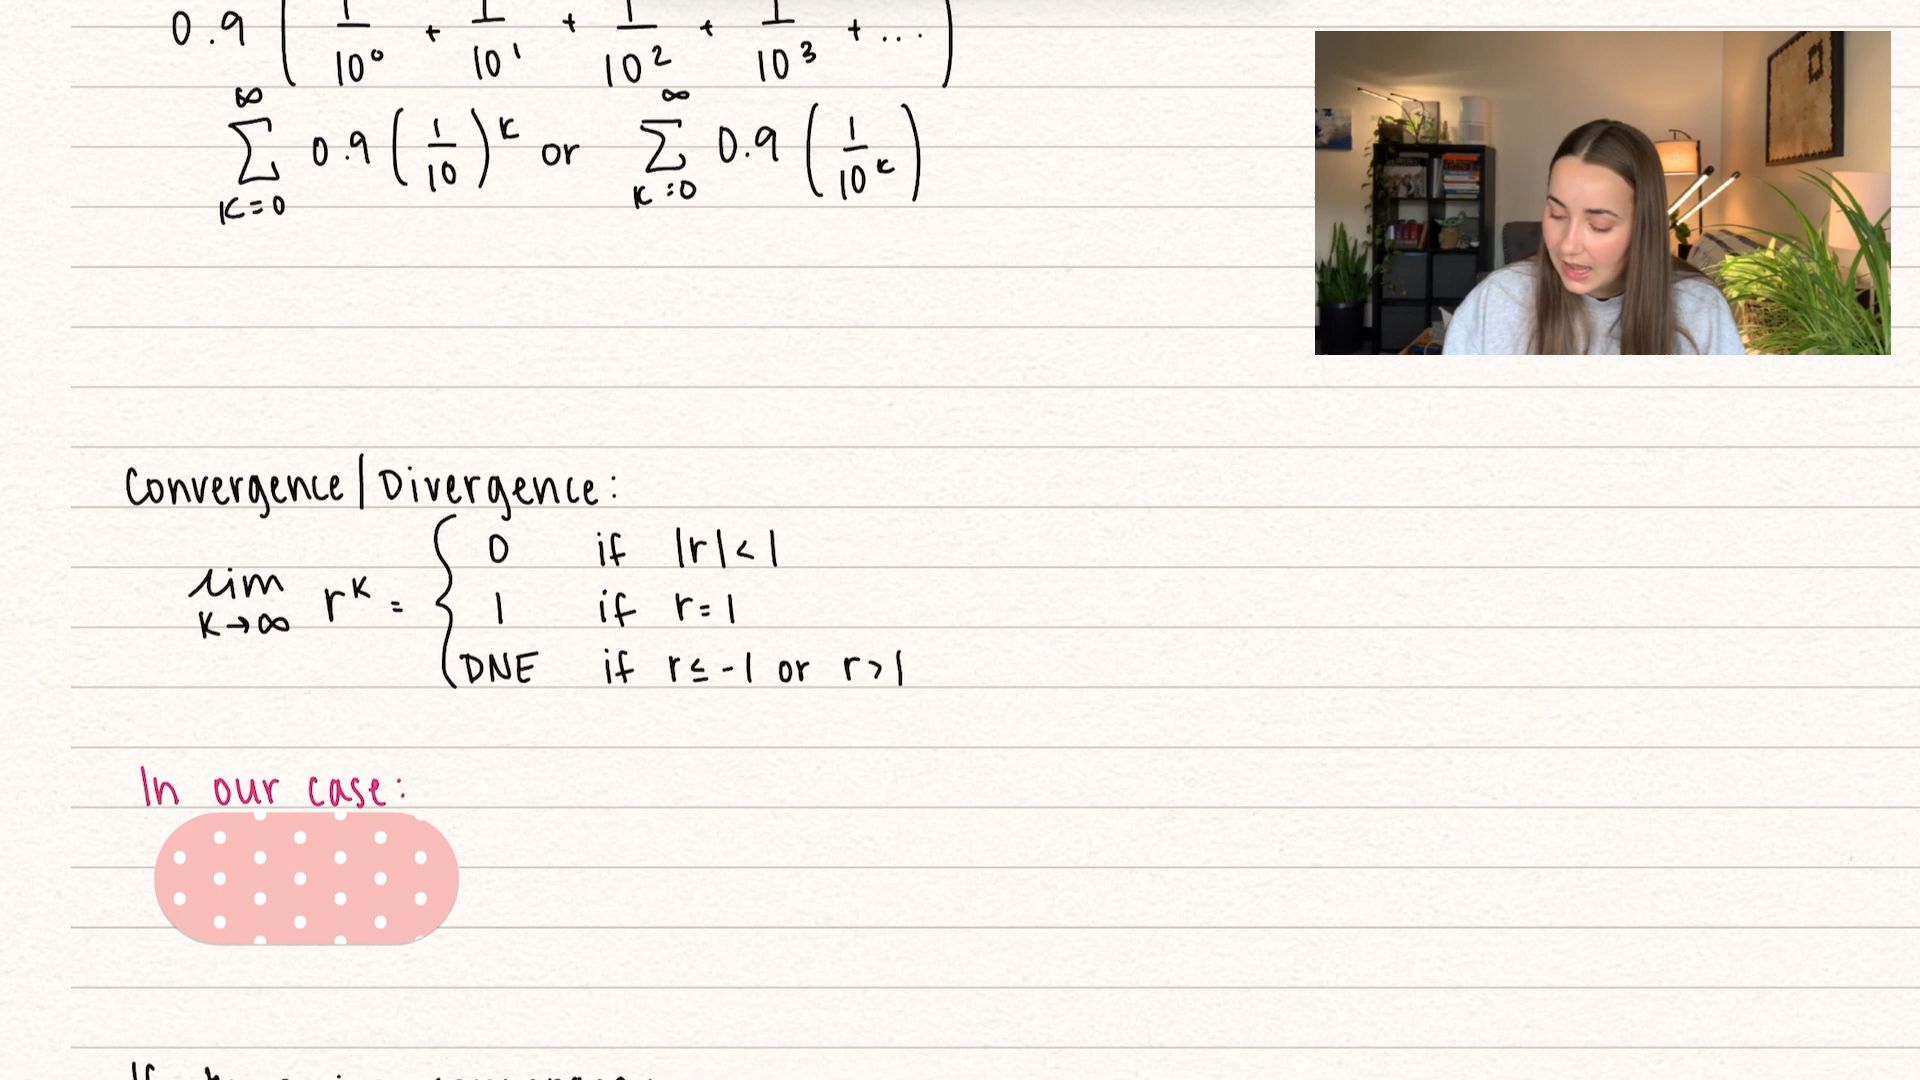 0.9 ( 1/10⁰ + 1/10¹ + 1/10² + 1/10³ + ... )
∞ Σ K=0 0.9 (1/10)^K or ∞ Σ K=0 0.9 (1/10^K)
Convergence/Divergence:
lim K→∞ r^K = { 0 if |r|<1
1 if r=1
DNE if r≤-1 or r>1
In our case: